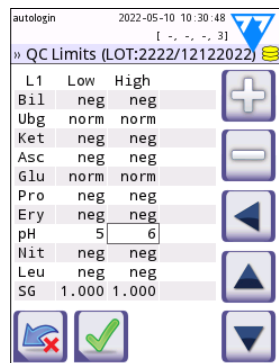 autologin 2022-05-10 10:30:48
[ -, -, -, 3]
» QC Limits (LOT:2222/12122022)
L1 Low High
Bil neg neg
Ubg norm norm
Ket neg neg
Asc neg neg
Glu norm norm
Pro neg neg
Ery neg neg
pH 5 6
Nit neg neg
Leu neg neg
SG 1.000 1.000